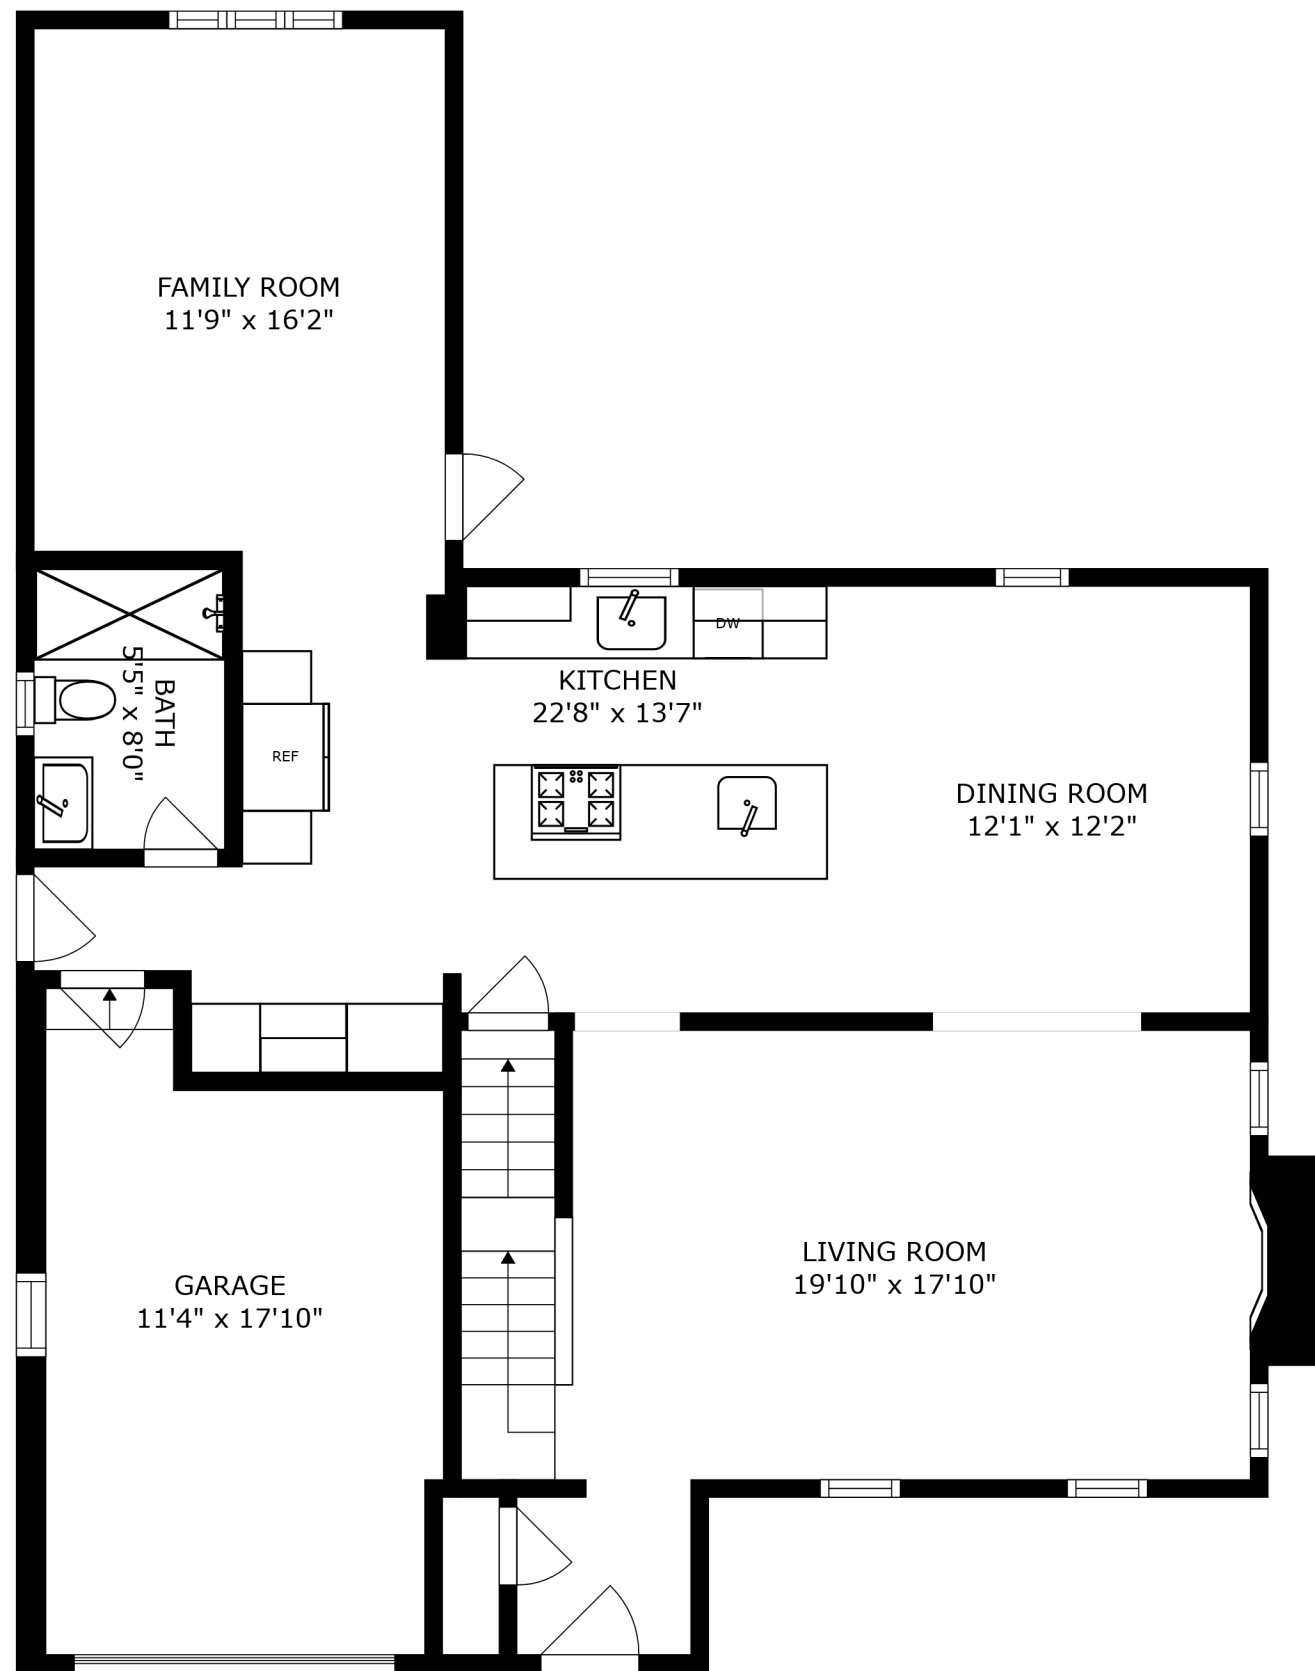 FAMILY ROOM
11'9" x 16'2"
BATH
5'5" x 8'0"
REF
DW
KITCHEN
22'8" x 13'7"
DINING ROOM
12'1" x 12'2"
LIVING ROOM
19'10" x 17'10"
GARAGE
11'4" x 17'10"